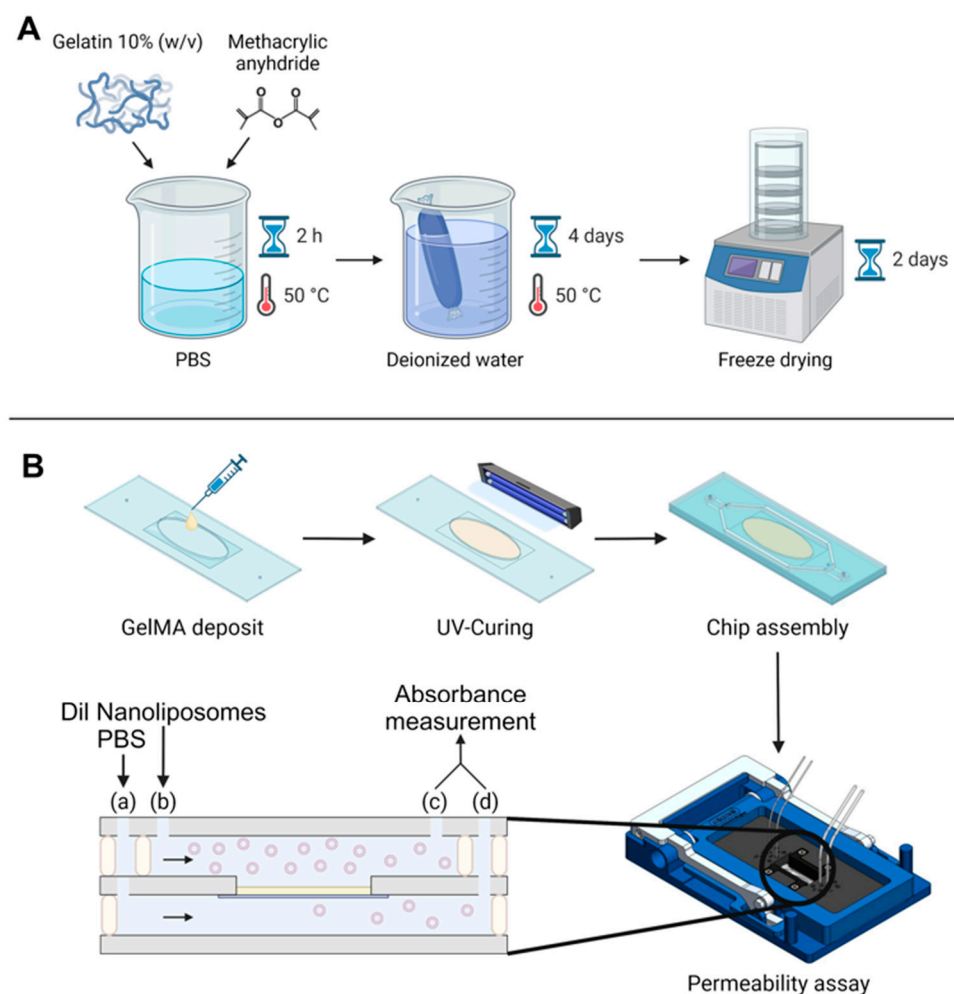 A
Gelatin 10% (w/v)
Methacrylic
anyhdride
O
O
O
2 h
50 °C
PBS
4 days
50 °C
Deionized water
2 days
Freeze drying
B
GelMA deposit
UV-Curing
Chip assembly
DiI Nanoliposomes
PBS
Absorbance
measurement
(a)
(b)
(c)
(d)
Permeability assay